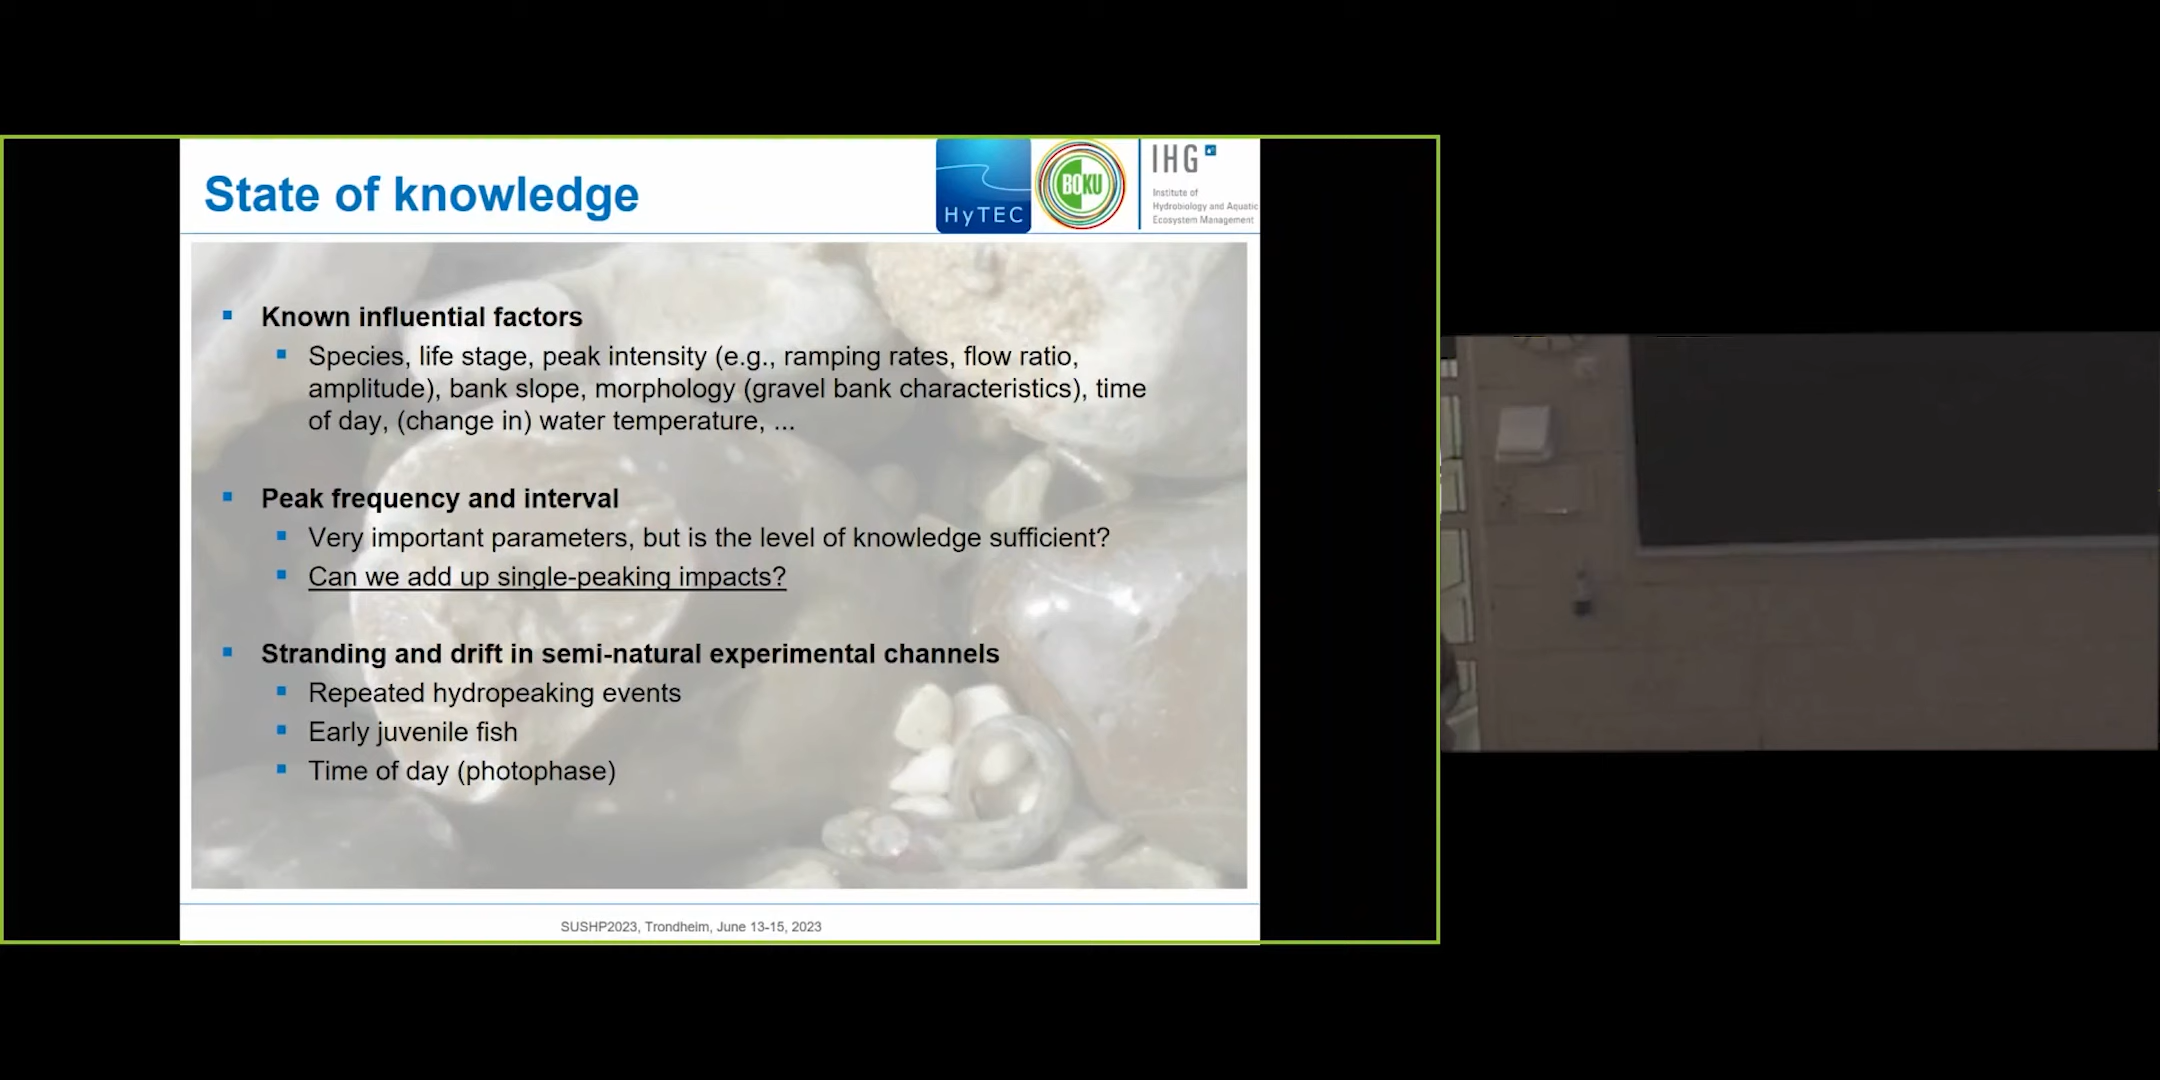 State of knowledge
HyTEC
BOKU
IHG
Institute of
Hydrobiology and Aquatic
Ecosystem Management
Known influential factors
Species, life stage, peak intensity (e.g., ramping rates, flow ratio,
amplitude), bank slope, morphology (gravel bank characteristics), time
of day, (change in) water temperature, ...
Peak frequency and interval
Very important parameters, but is the level of knowledge sufficient?
Can we add up single-peaking impacts?
Stranding and drift in semi-natural experimental channels
Repeated hydropeaking events
Early juvenile fish
Time of day (photophase)
SUSHP2023, Trondheim, June 13-15, 2023